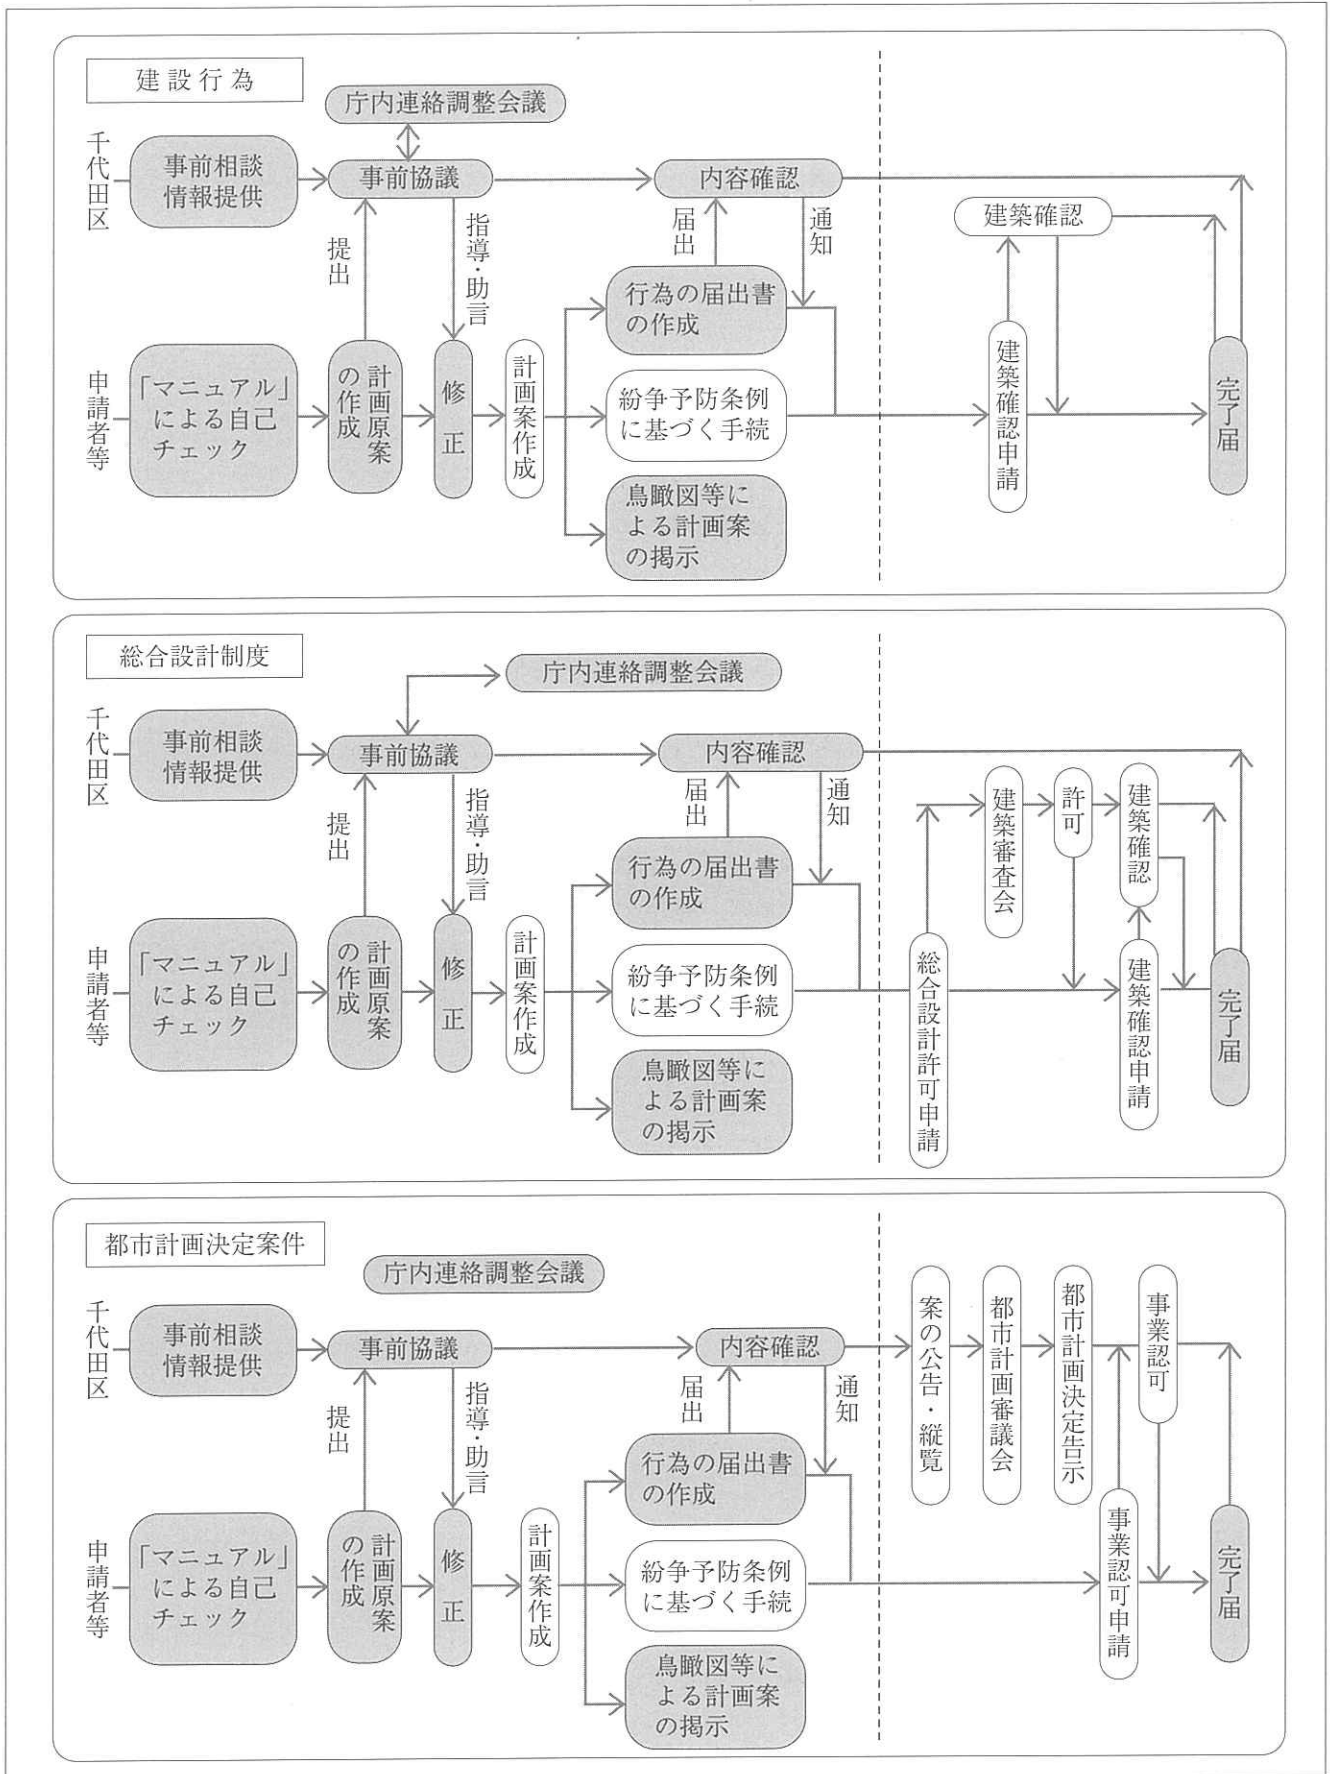 建設行為
庁内連絡調整会議
千代田区
事前相談
情報提供
事前協議
内容確認
建築確認
提出
指導・助言
届出
通知
行為の届出書
の作成
申請者等
「マニュアル」
による自己
チェック
計画原案
の作成
修正
計画案作成
紛争予防条例
に基づく手続
鳥瞰図等に
よる計画案
の掲示
建築確認申請
完了届
総合設計制度
庁内連絡調整会議
千代田区
事前相談
情報提供
事前協議
内容確認
提出
指導・助言
届出
通知
建築審査会
許可
建築確認
行為の届出書
の作成
申請者等
「マニュアル」
による自己
チェック
計画原案
の作成
修正
計画案作成
紛争予防条例
に基づく手続
鳥瞰図等に
よる計画案
の掲示
総合設計許可申請
建築確認申請
完了届
都市計画決定案件
庁内連絡調整会議
千代田区
事前相談
情報提供
事前協議
内容確認
案の公告・縦覧
都市計画審議会
都市計画決定告示
事業認可
提出
指導・助言
届出
通知
行為の届出書
の作成
申請者等
「マニュアル」
による自己
チェック
計画原案
の作成
修正
計画案作成
紛争予防条例
に基づく手続
鳥瞰図等に
よる計画案
の掲示
事業認可申請
完了届